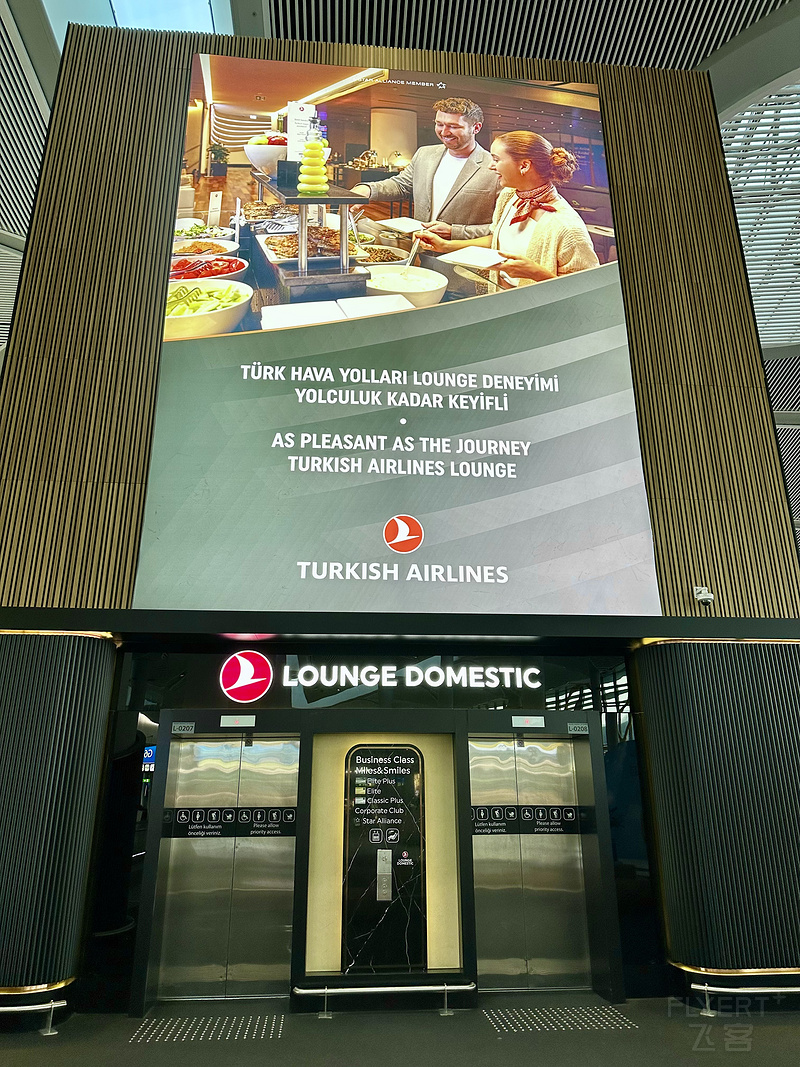 STAR ALLIANCE MEMBER
TÜRK HAVA YOLLARI LOUNGE DENEYİMİ
YOLCULUK KADAR KEYİFLİ
•
AS PLEASANT AS THE JOURNEY
TURKISH AIRLINES LOUNGE
TURKISH AIRLINES
LOUNGE DOMESTIC
L-0207
L-0208
Business Class
Miles&Smiles
Elite Plus
Elite
Classic Plus
Corporate Club
Star Alliance
LOUNGE
DOMESTIC
Lütfen kullanım
önceliği veriniz.
Please allow
priority access.
Lütfen kullanım
önceliği veriniz.
Please allow
priority access.
FLYERT+
飞客